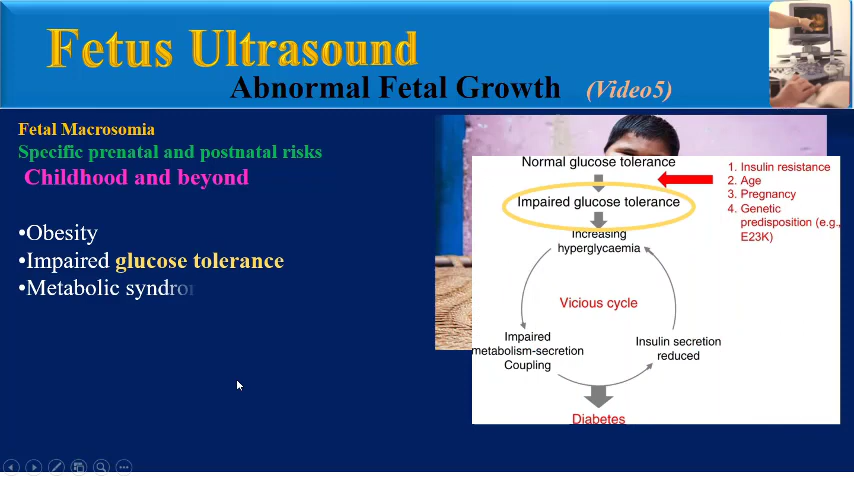 Fetus Ultrasound
Abnormal Fetal Growth (Video5)
Fetal Macrosomia
Specific prenatal and postnatal risks
Childhood and beyond
•Obesity
•Impaired glucose tolerance
•Metabolic syndrom
Normal glucose tolerance
Impaired glucose tolerance
Increasing
hyperglycaemia
Vicious cycle
Impaired
metabolism-secretion
Coupling
Insulin secretion
reduced
Diabetes
1. Insulin resistance
2. Age
3. Pregnancy
4. Genetic
predisposition (e.g.,
E23K)